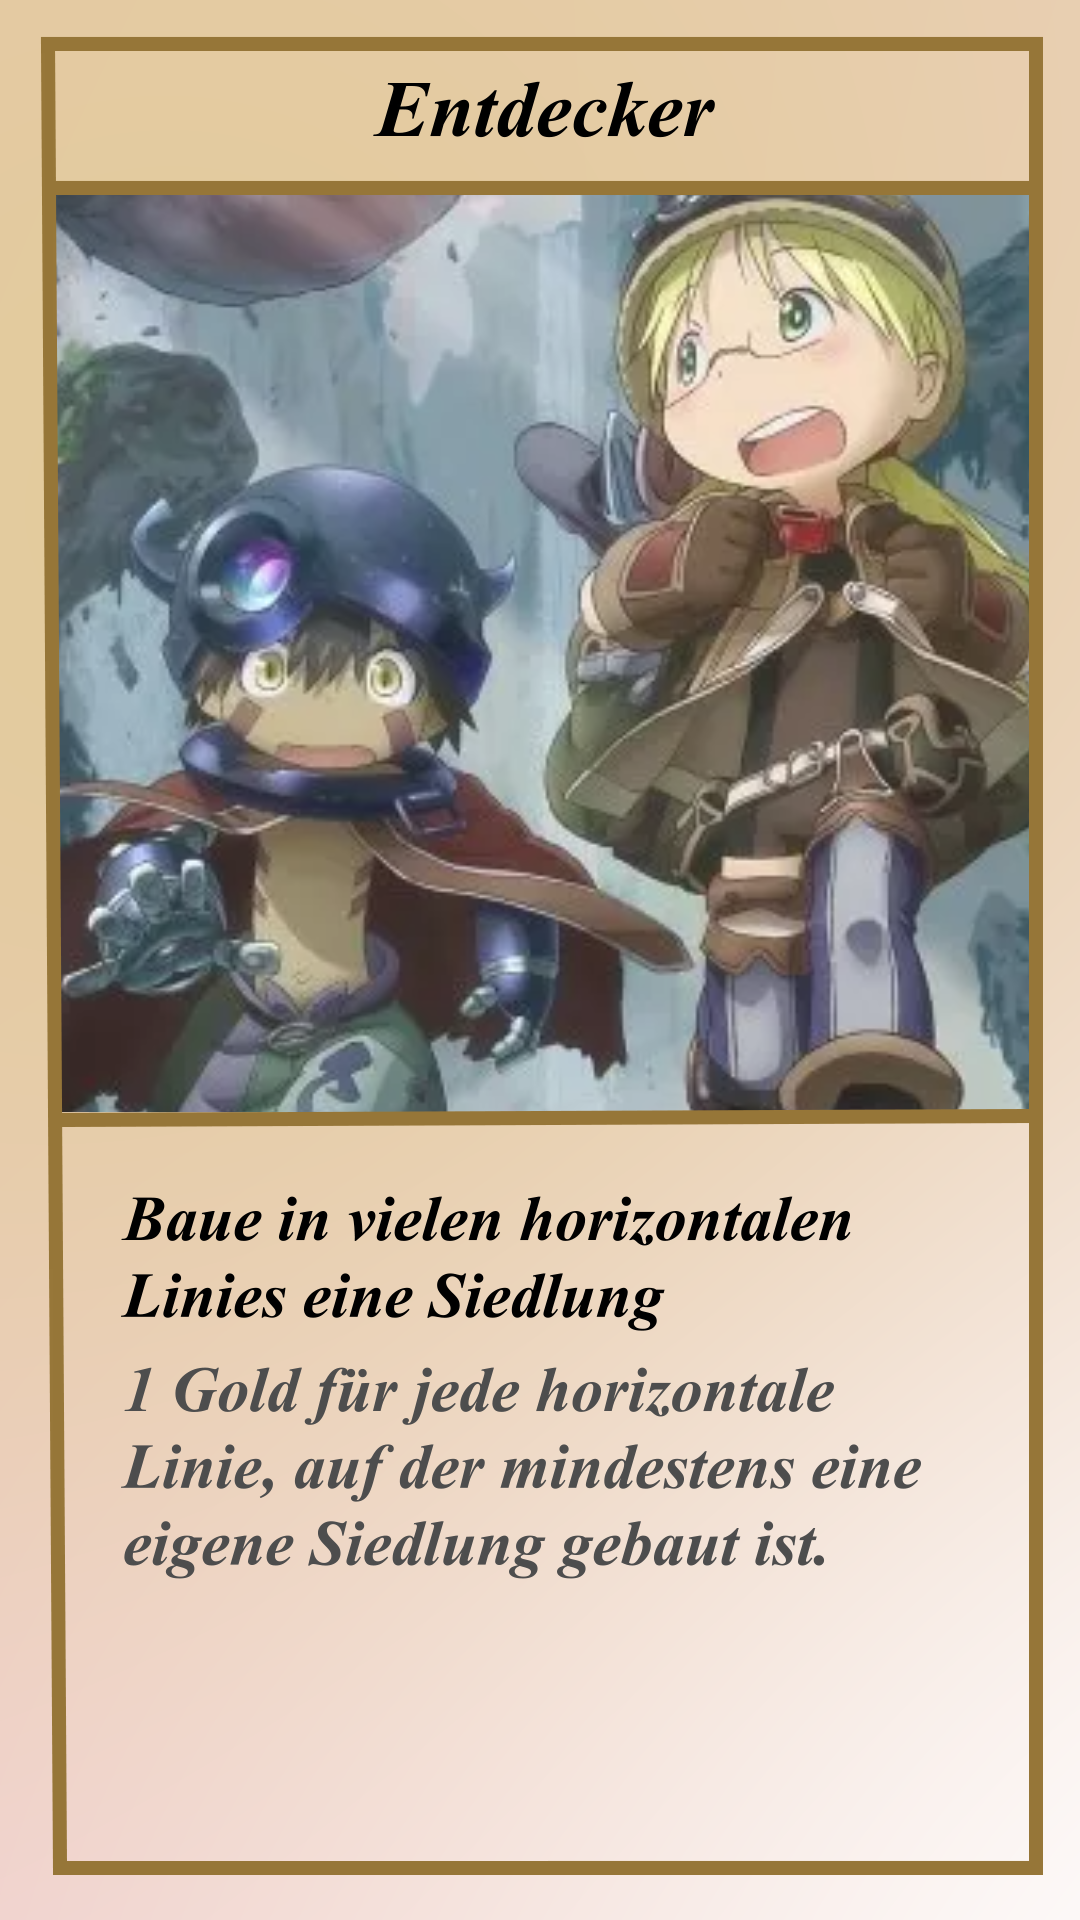 Entdecker
Baue in vielen horizontalen
Linies eine Siedlung
1 Gold für jede horizontale
Linie, auf der mindestens eine
eigene Siedlung gebaut ist.